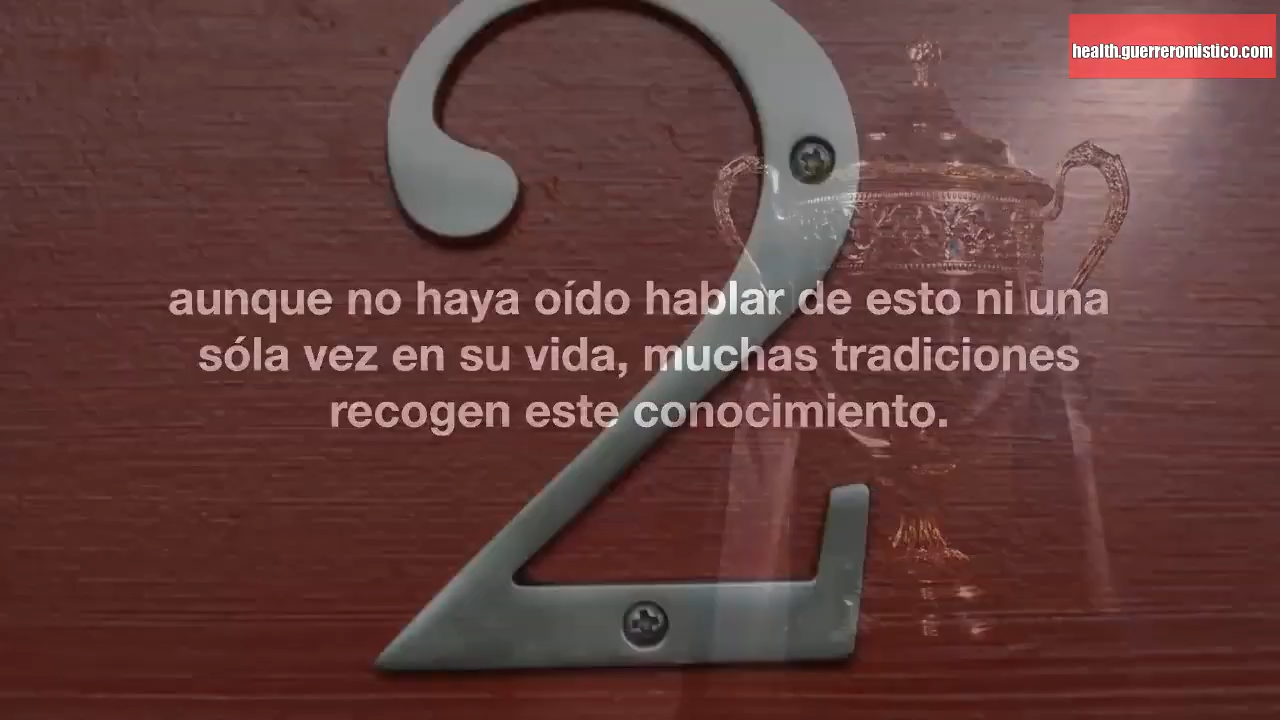 health.guerreromistico.com
2
aunque no haya oído hablar de esto ni una
sóla vez en su vida, muchas tradiciones
recogen este conocimiento.